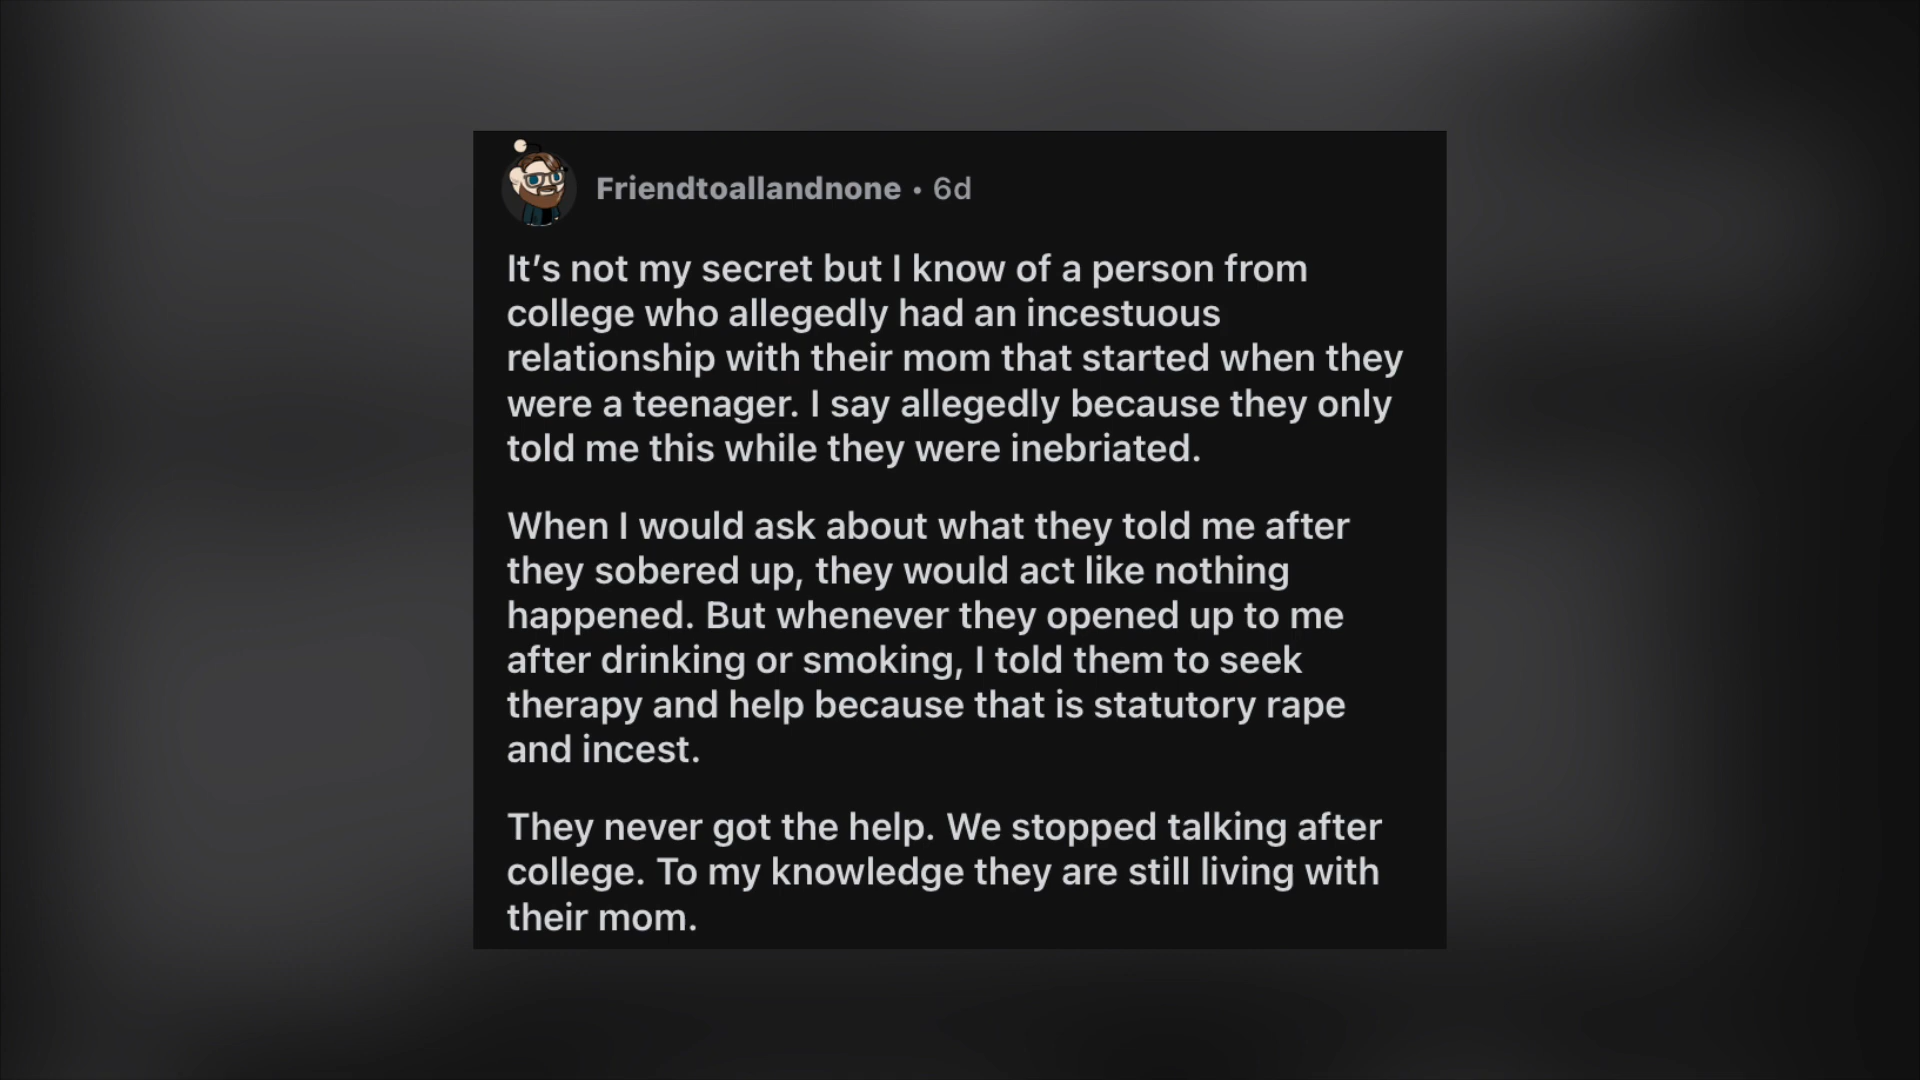 Friendtoallandnone • 6d
It’s not my secret but I know of a person from
college who allegedly had an incestuous
relationship with their mom that started when they
were a teenager. I say allegedly because they only
told me this while they were inebriated.
When I would ask about what they told me after
they sobered up, they would act like nothing
happened. But whenever they opened up to me
after drinking or smoking, I told them to seek
therapy and help because that is statutory rape
and incest.
They never got the help. We stopped talking after
college. To my knowledge they are still living with
their mom.